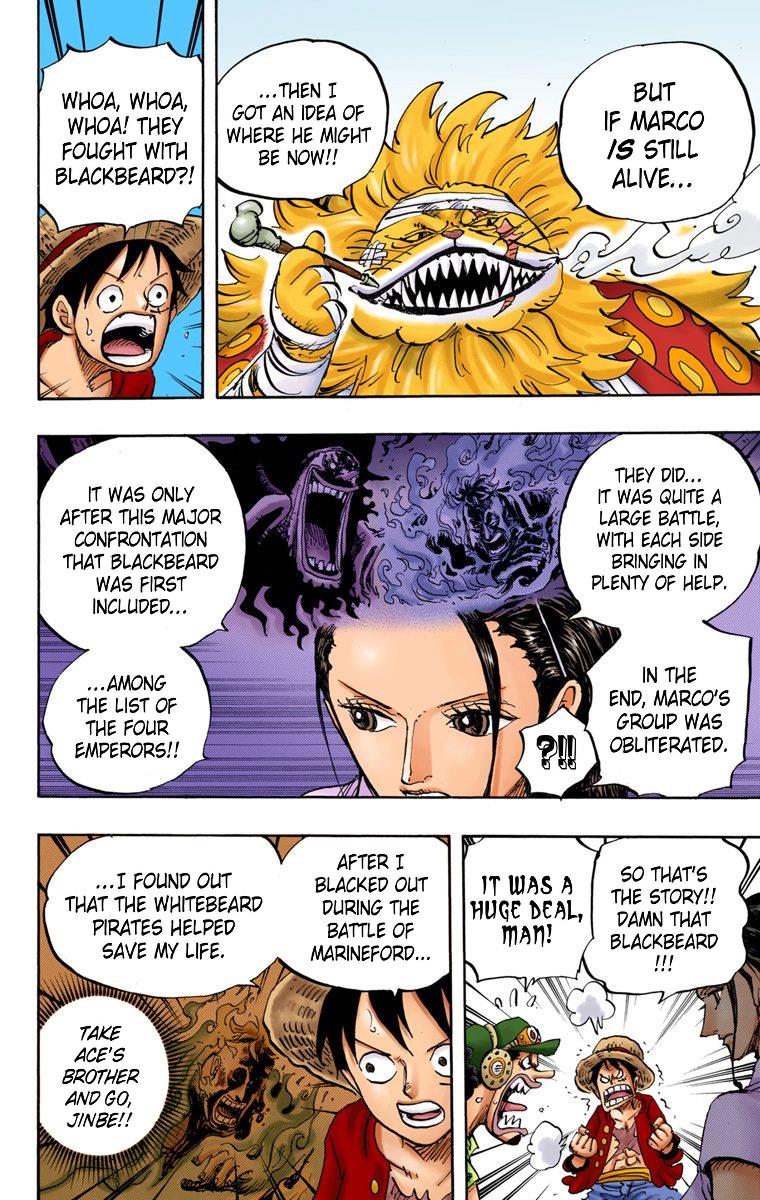 BUT
IF MARCO
IS STILL
ALIVE...
...THEN I
GOT AN IDEA OF
WHERE HE MIGHT
BE NOW!!
WHOA, WHOA,
WHOA! THEY
FOUGHT WITH
BLACKBEARD?!
THEY DID...
IT WAS QUITE A
LARGE BATTLE,
WITH EACH SIDE
BRINGING IN
PLENTY OF HELP.
IN THE
END, MARCO'S
GROUP WAS
OBLITERATED.
?!!
IT WAS ONLY
AFTER THIS MAJOR
CONFRONTATION
THAT BLACKBEARD
WAS FIRST
INCLUDED...
...AMONG
THE LIST OF
THE FOUR
EMPERORS!!
SO THAT'S
THE STORY!!
DAMN THAT
BLACKBEARD
!!!
IT WAS A
HUGE DEAL,
MAN!
AFTER I
BLACKED OUT
DURING THE
BATTLE OF
MARINEFORD...
...I FOUND OUT
THAT THE WHITEBEARD
PIRATES HELPED
SAVE MY LIFE.
TAKE
ACE'S
BROTHER
AND GO,
JINBE!!